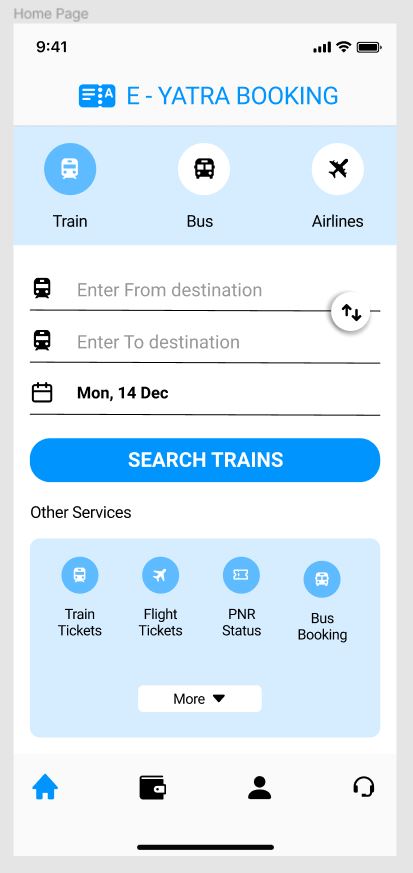 Home Page
9:41
A
E - YATRA BOOKING
Train
Bus
Airlines
Enter From destination
Enter To destination
Mon, 14 Dec
SEARCH TRAINS
Other Services
Train
Tickets
Flight
Tickets
PNR
Status
Bus
Booking
More